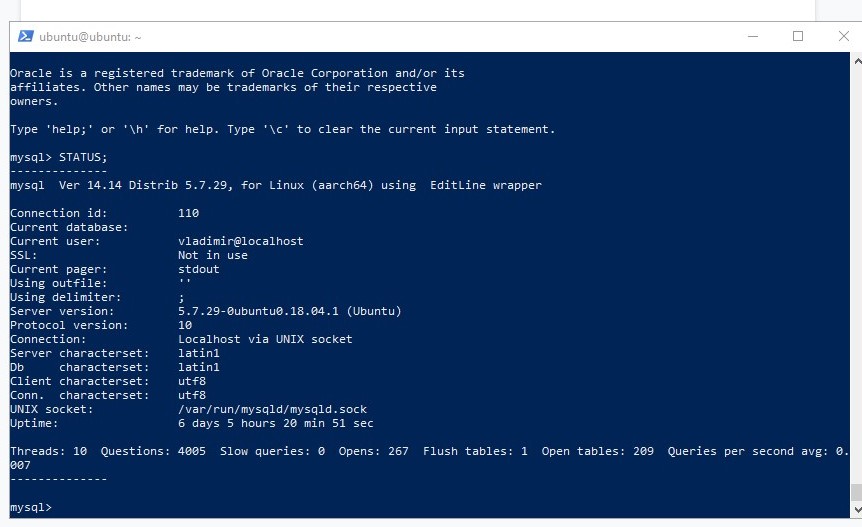 ubuntu@ubuntu: ~
Oracle is a registered trademark of Oracle Corporation and/or its
affiliates. Other names may be trademarks of their respective
owners.
Type 'help;' or '\h' for help. Type '\c' to clear the current input statement.
mysql> STATUS;
--------------
mysql  Ver 14.14 Distrib 5.7.29, for Linux (aarch64) using  EditLine wrapper
Connection id:          110
Current database:
Current user:           vladimir@localhost
SSL:                    Not in use
Current pager:          stdout
Using outfile:          ''
Using delimiter:        ;
Server version:         5.7.29-0ubuntu0.18.04.1 (Ubuntu)
Protocol version:       10
Connection:             Localhost via UNIX socket
Server characterset:    latin1
Db     characterset:    latin1
Client characterset:    utf8
Conn.  characterset:    utf8
UNIX socket:            /var/run/mysqld/mysqld.sock
Uptime:                 6 days 5 hours 20 min 51 sec
Threads: 10  Questions: 4005  Slow queries: 0  Opens: 267  Flush tables: 1  Open tables: 209  Queries per second avg: 0.
007
--------------
mysql>